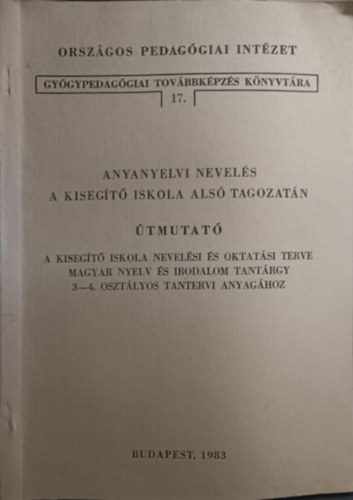 ORSZÁGOS PEDAGÓGIAI INTÉZET
GYÓGYPEDAGÓGIAI TOVÁBBKÉPZÉS KÖNYVTÁRA
17.
ANYANYELVI NEVELÉS
A KISEGÍTŐ ISKOLA ALSÓ TAGOZATÁN
ÚTMUTATÓ
A KISEGÍTŐ ISKOLA NEVELÉSI ÉS OKTATÁSI TERVE
MAGYAR NYELV ÉS IRODALOM TANTÁRGY
3—4. OSZTÁLYOS TANTERVI ANYAGÁHOZ
BUDAPEST, 1983